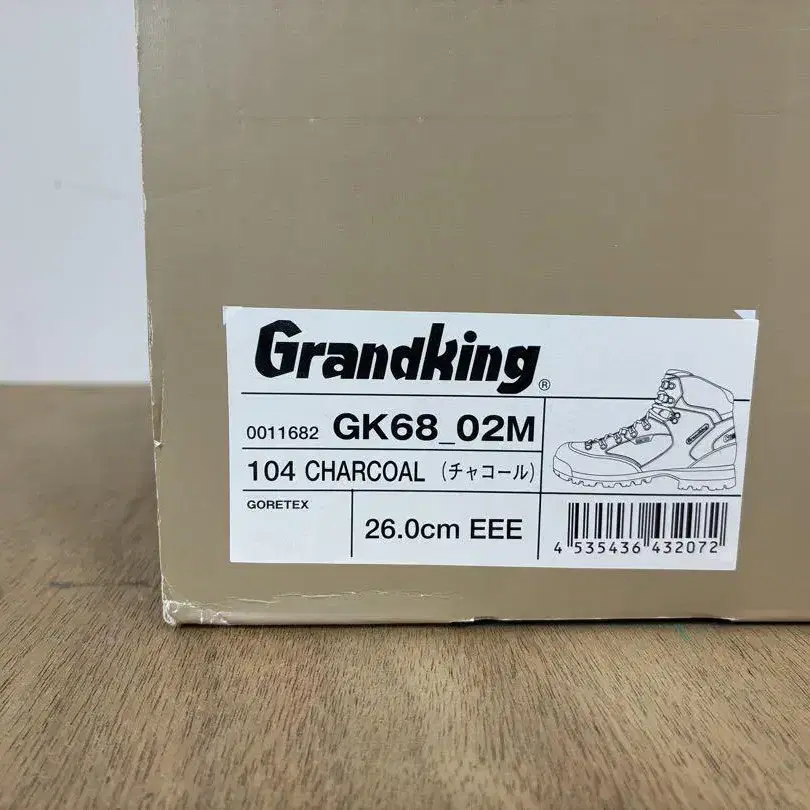 Grandking®
0011682 GK68_02M
104 CHARCOAL (チャコール)
GORETEX
26.0cm EEE
4 535436 432072